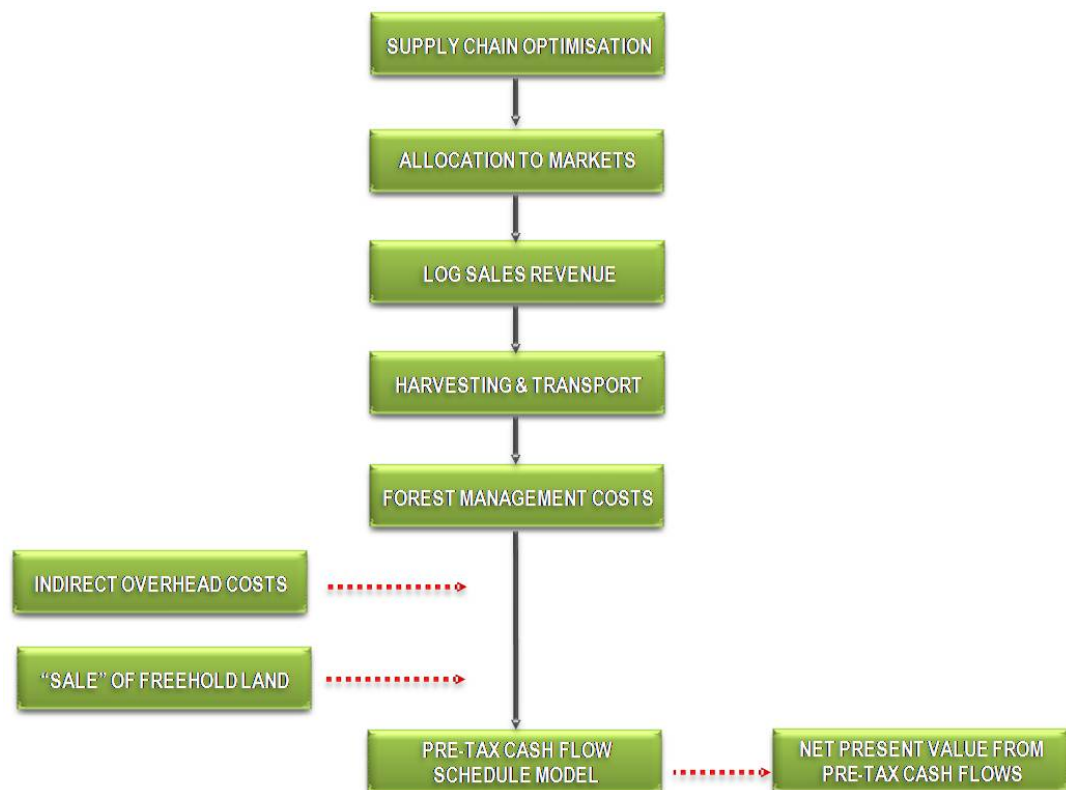 SUPPLY CHAIN OPTIMISATION
ALLOCATION TO MARKETS
LOG SALES REVENUE
HARVESTING & TRANSPORT
FOREST MANAGEMENT COSTS
INDIRECT OVERHEAD COSTS
“SALE” OF FREEHOLD LAND
PRE-TAX CASH FLOW
SCHEDULE MODEL
NET PRESENT VALUE FROM
PRE-TAX CASH FLOWS